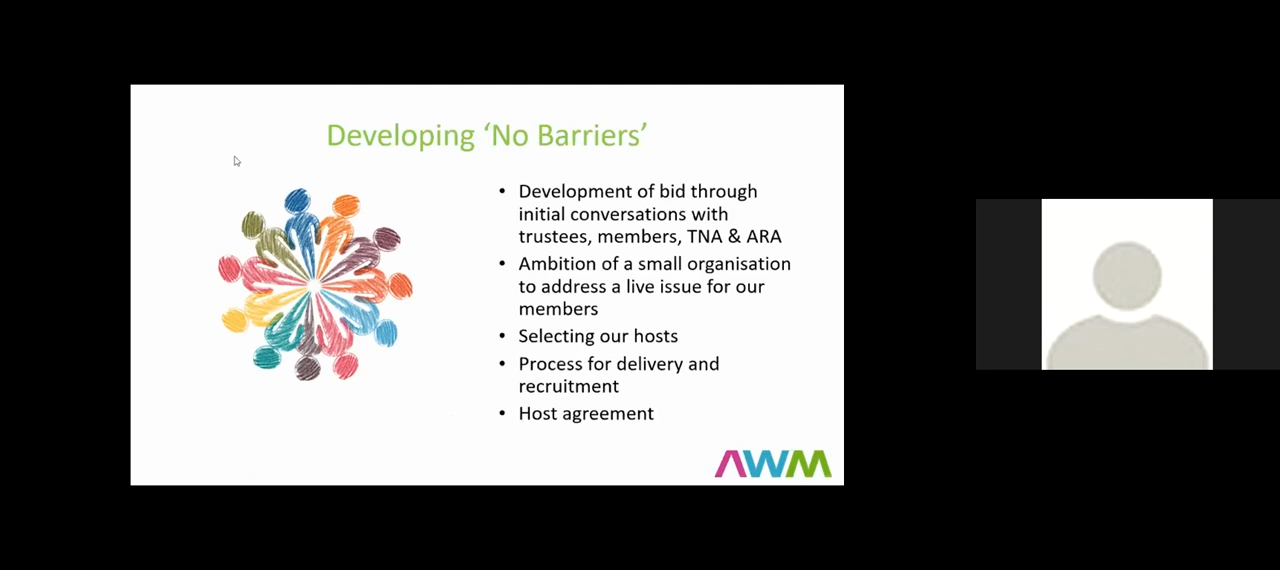 Developing ‘No Barriers’
• Development of bid through
initial conversations with
trustees, members, TNA & ARA
• Ambition of a small organisation
to address a live issue for our
members
• Selecting our hosts
• Process for delivery and
recruitment
• Host agreement
AWM